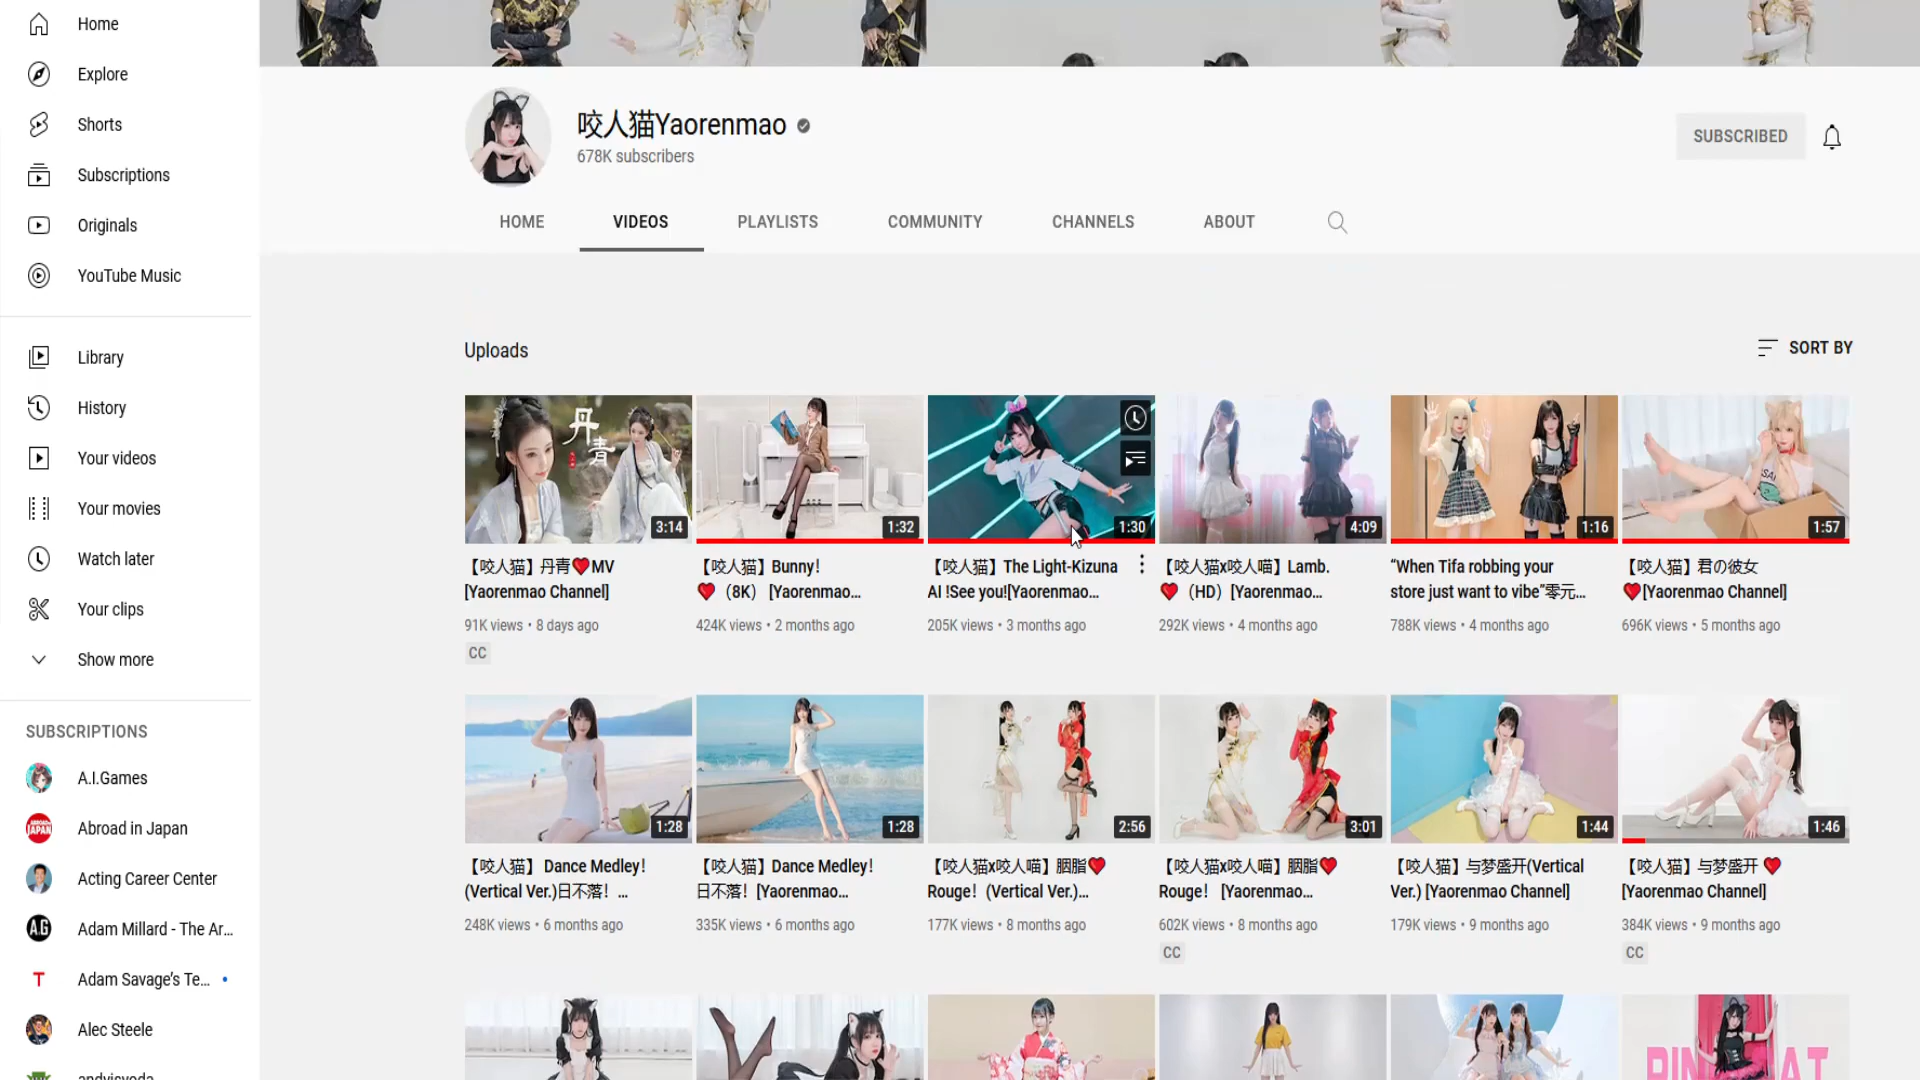 Home
Explore
Shorts
Subscriptions
Originals
YouTube Music
Library
History
Your videos
Your movies
Watch later
Your clips
Show more
SUBSCRIPTIONS
A.I.Games
Abroad in Japan
Acting Career Center
Adam Millard - The Ar...
Adam Savage's Te...
Alec Steele
咬人猫Yaorenmao
678K subscribers
SUBSCRIBED
HOME
VIDEOS
PLAYLISTS
COMMUNITY
CHANNELS
ABOUT
Uploads
SORT BY
丹青
3:14
【咬人猫】丹青❤️MV
[Yaorenmao Channel]
91K views • 8 days ago
CC
1:32
【咬人猫】Bunny!
❤️（8K） [Yaorenmao...
424K views • 2 months ago
1:30
【咬人猫】The Light-Kizuna
AI !See you![Yaorenmao...
205K views • 3 months ago
4:09
【咬人猫x咬人喵】Lamb.
❤️（HD）[Yaorenmao...
292K views • 4 months ago
1:16
“When Tifa robbing your
store just want to vibe”零元...
788K views • 4 months ago
1:57
【咬人猫】君の彼女
❤️[Yaorenmao Channel]
696K views • 5 months ago
1:28
【咬人猫】 Dance Medley!
(Vertical Ver.)日不落！...
248K views • 6 months ago
1:28
【咬人猫】Dance Medley!
日不落！[Yaorenmao...
335K views • 6 months ago
2:56
【咬人猫x咬人喵】胭脂❤️
Rouge！(Vertical Ver.)...
177K views • 8 months ago
3:01
【咬人猫x咬人喵】胭脂❤️
Rouge！ [Yaorenmao...
602K views • 8 months ago
CC
1:44
【咬人猫】与梦盛开(Vertical
Ver.) [Yaorenmao Channel]
179K views • 9 months ago
1:46
【咬人猫】与梦盛开 ❤️
[Yaorenmao Channel]
384K views • 9 months ago
CC